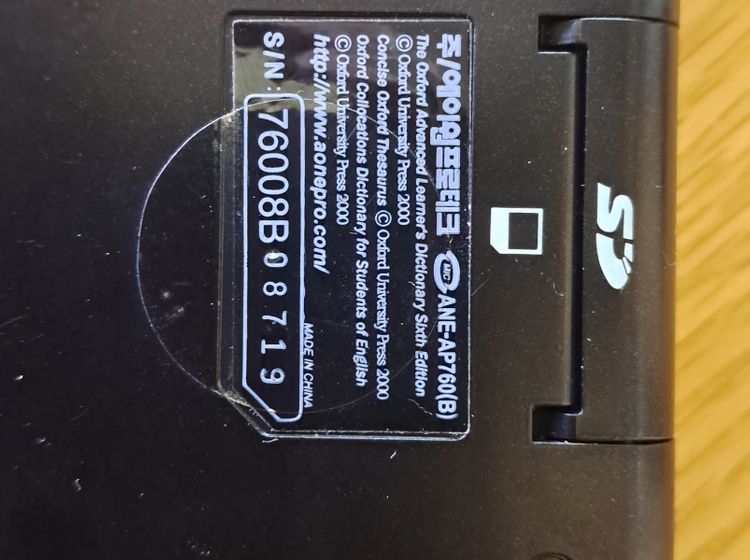 주/에이원프로테크 MIC ANE-AP760(B)
The Oxford Advanced Learner's Dictionary Sixth Edition
© Oxford University Press 2000
Concise Oxford Thesaurus © Oxford University Press 2000
Oxford Collocations Dictionary for Students of English
© Oxford University Press 2000
http://www.aonepro.com/ MADE IN CHINA
S/N: 76008B08719
SD